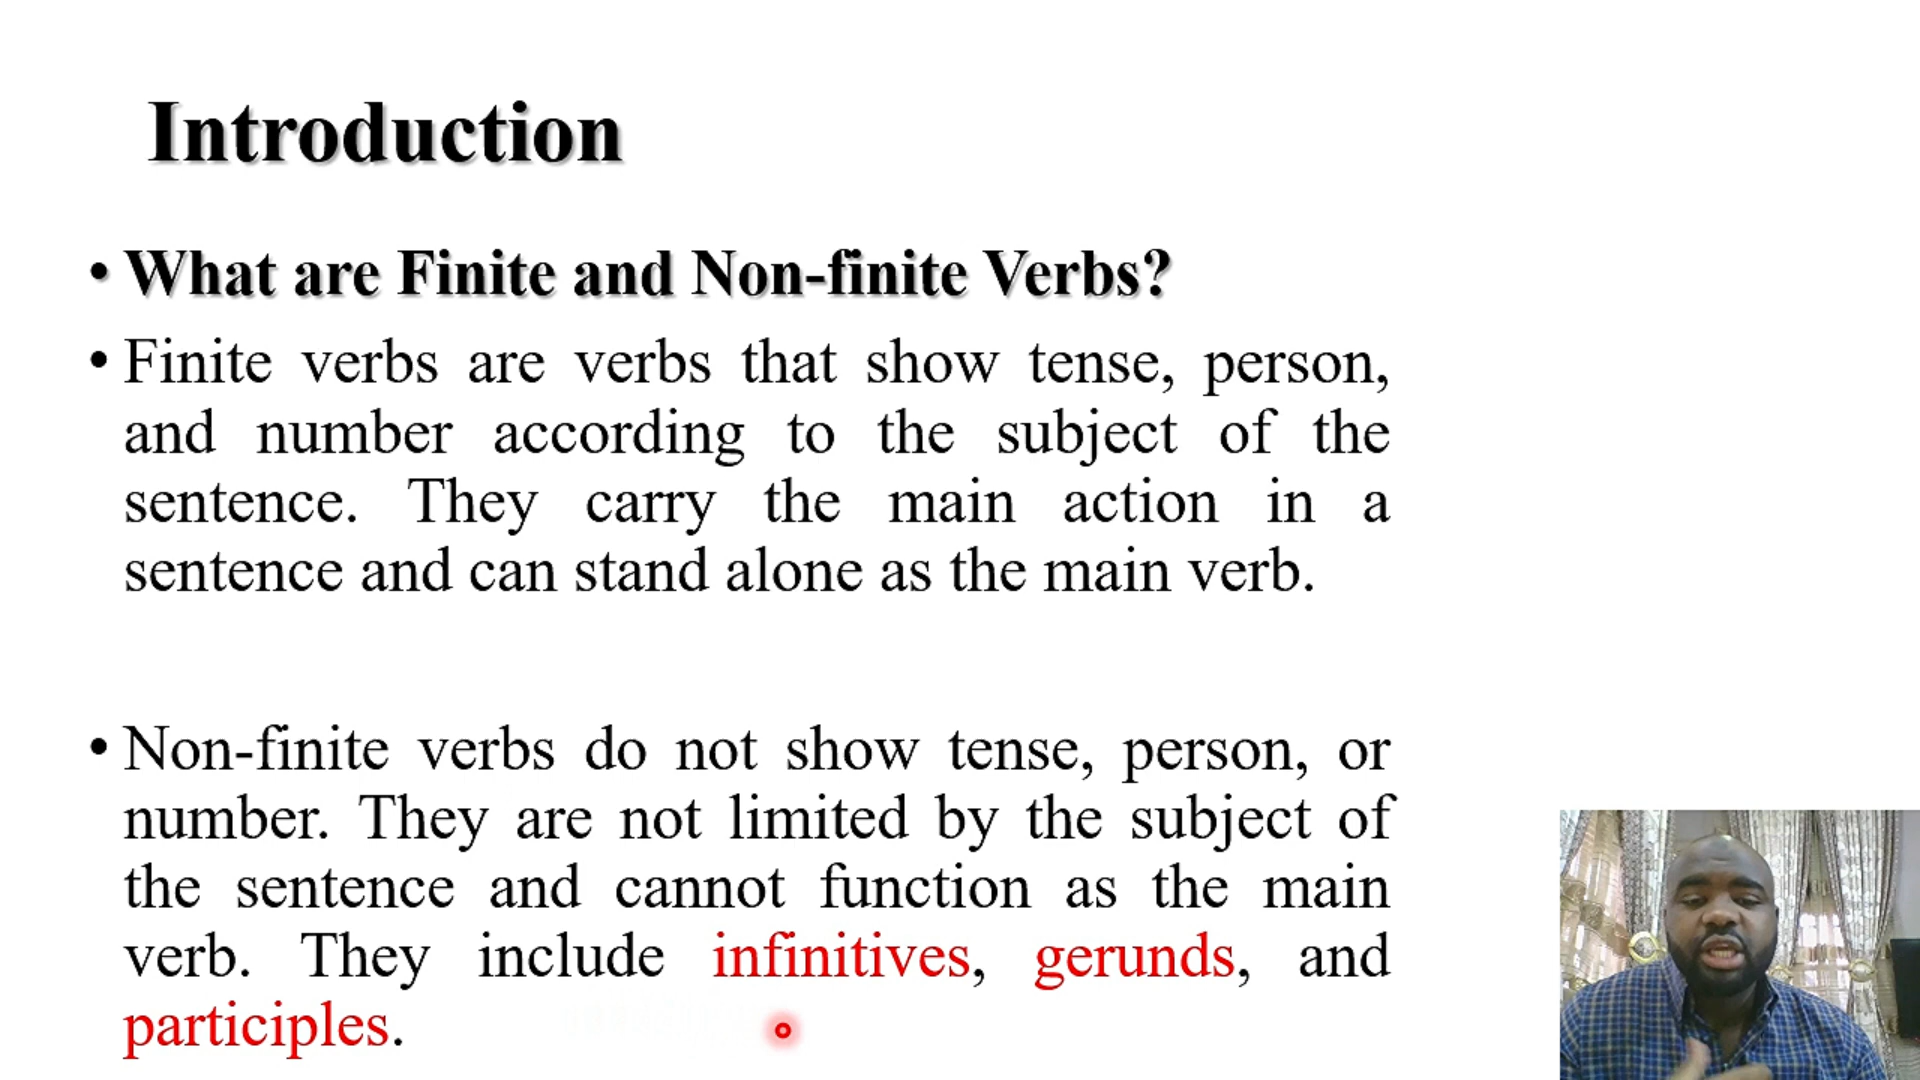 Introduction
• What are Finite and Non-finite Verbs?
• Finite verbs are verbs that show tense, person,
and number according to the subject of the
sentence. They carry the main action in a
sentence and can stand alone as the main verb.
• Non-finite verbs do not show tense, person, or
number. They are not limited by the subject of
the sentence and cannot function as the main
verb. They include infinitives, gerunds, and
participles.